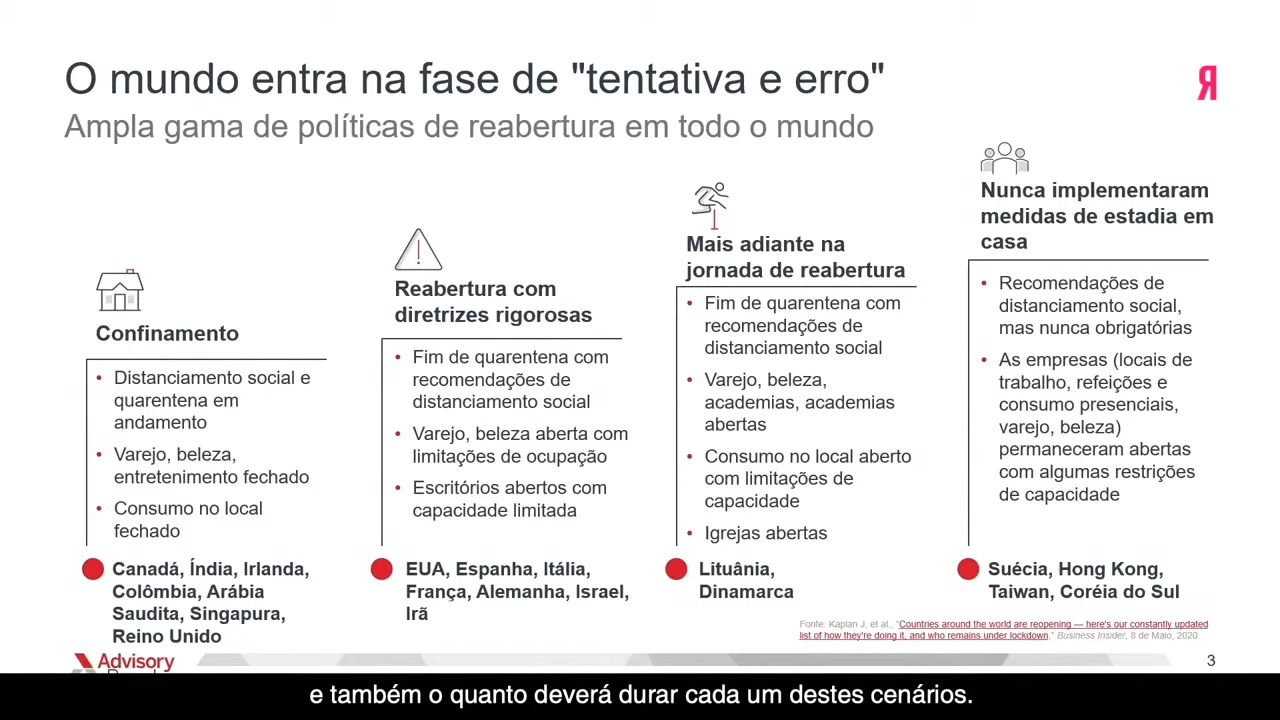 O mundo entra na fase de "tentativa e erro"
Ampla gama de políticas de reabertura em todo o mundo
Я
Confinamento
• Distanciamento social e
quarentena em
andamento
• Varejo, beleza,
entretenimento fechado
• Consumo no local
fechado
Canadá, Índia, Irlanda,
Colômbia, Arábia
Saudita, Singapura,
Reino Unido
Reabertura com
diretrizes rigorosas
• Fim de quarentena com
recomendações de
distanciamento social
• Varejo, beleza aberta com
limitações de ocupação
• Escritórios abertos com
capacidade limitada
EUA, Espanha, Itália,
França, Alemanha, Israel,
Irã
Mais adiante na
jornada de reabertura
• Fim de quarentena com
recomendações de
distanciamento social
• Varejo, beleza,
academias, academias
abertas
• Consumo no local aberto
com limitações de
capacidade
• Igrejas abertas
Lituânia,
Dinamarca
Nunca implementaram
medidas de estadia em
casa
• Recomendações de
distanciamento social,
mas nunca obrigatórias
• As empresas (locais de
trabalho, refeições e
consumo presenciais,
varejo, beleza)
permaneceram abertas
com algumas restrições
de capacidade
Suécia, Hong Kong,
Taiwan, Coréia do Sul
Fonte: Kaplan J, et al., "Countries around the world are reopening — here's our constantly updated
list of how they're doing it, and who remains under lockdown," Business Insider, 8 de Maio, 2020.
Advisory
3
e também o quanto deverá durar cada um destes cenários.